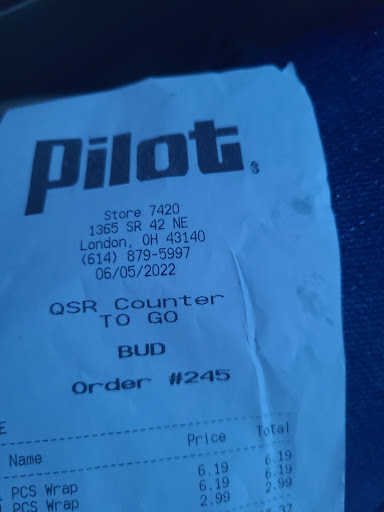 Pilot
Store 7420
1365 SR 42 NE
London, OH 43140
(614) 879-5997
06/05/2022
QSR Counter
TO GO
BUD
Order #245
E
Name Price Total
PCS Wrap 6.19 6.19
PCS Wrap 6.19 6.19
2.99 2.99